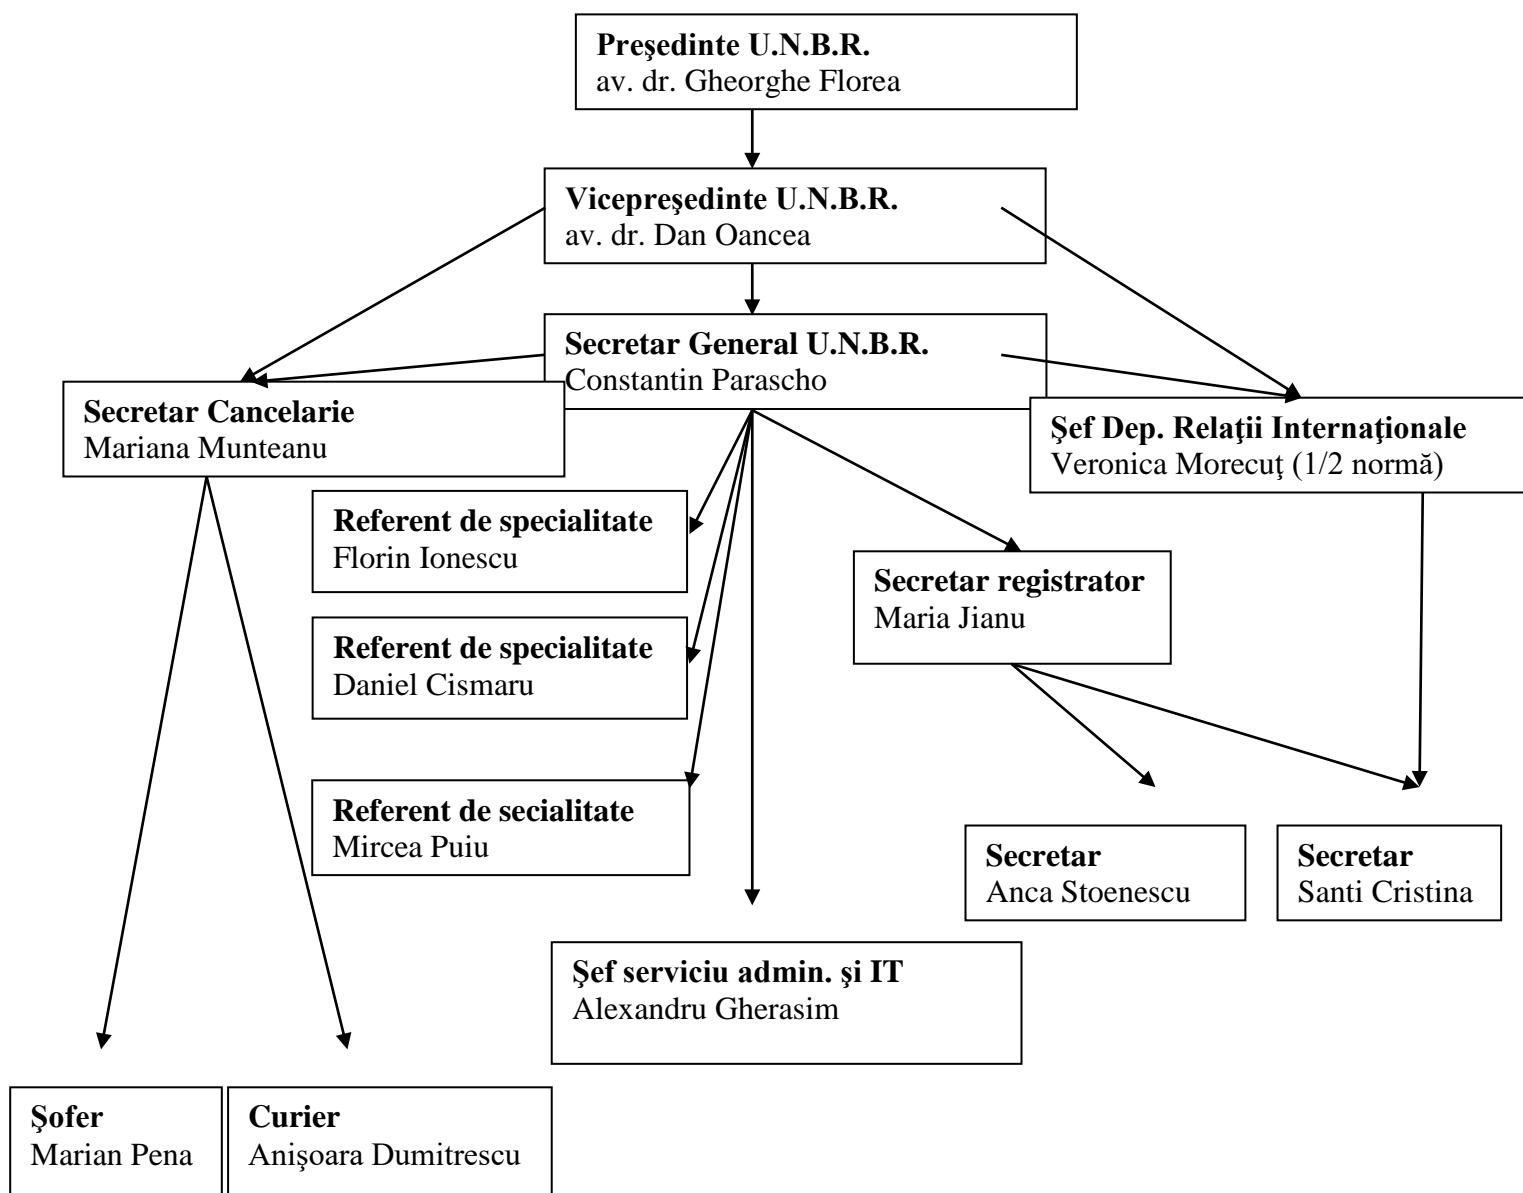 Preşedinte U.N.B.R.
av. dr. Gheorghe Florea
Vicepreşedinte U.N.B.R.
av. dr. Dan Oancea
Secretar General U.N.B.R.
Constantin Parascho
Secretar Cancelarie
Mariana Munteanu
Şef Dep. Relaţii Internaţionale
Veronica Morecuţ (1/2 normă)
Referent de specialitate
Florin Ionescu
Secretar registrator
Maria Jianu
Referent de specialitate
Daniel Cismaru
Referent de secialitate
Mircea Puiu
Secretar
Anca Stoenescu
Secretar
Santi Cristina
Şef serviciu admin. şi IT
Alexandru Gherasim
Şofer
Marian Pena
Curier
Anişoara Dumitrescu